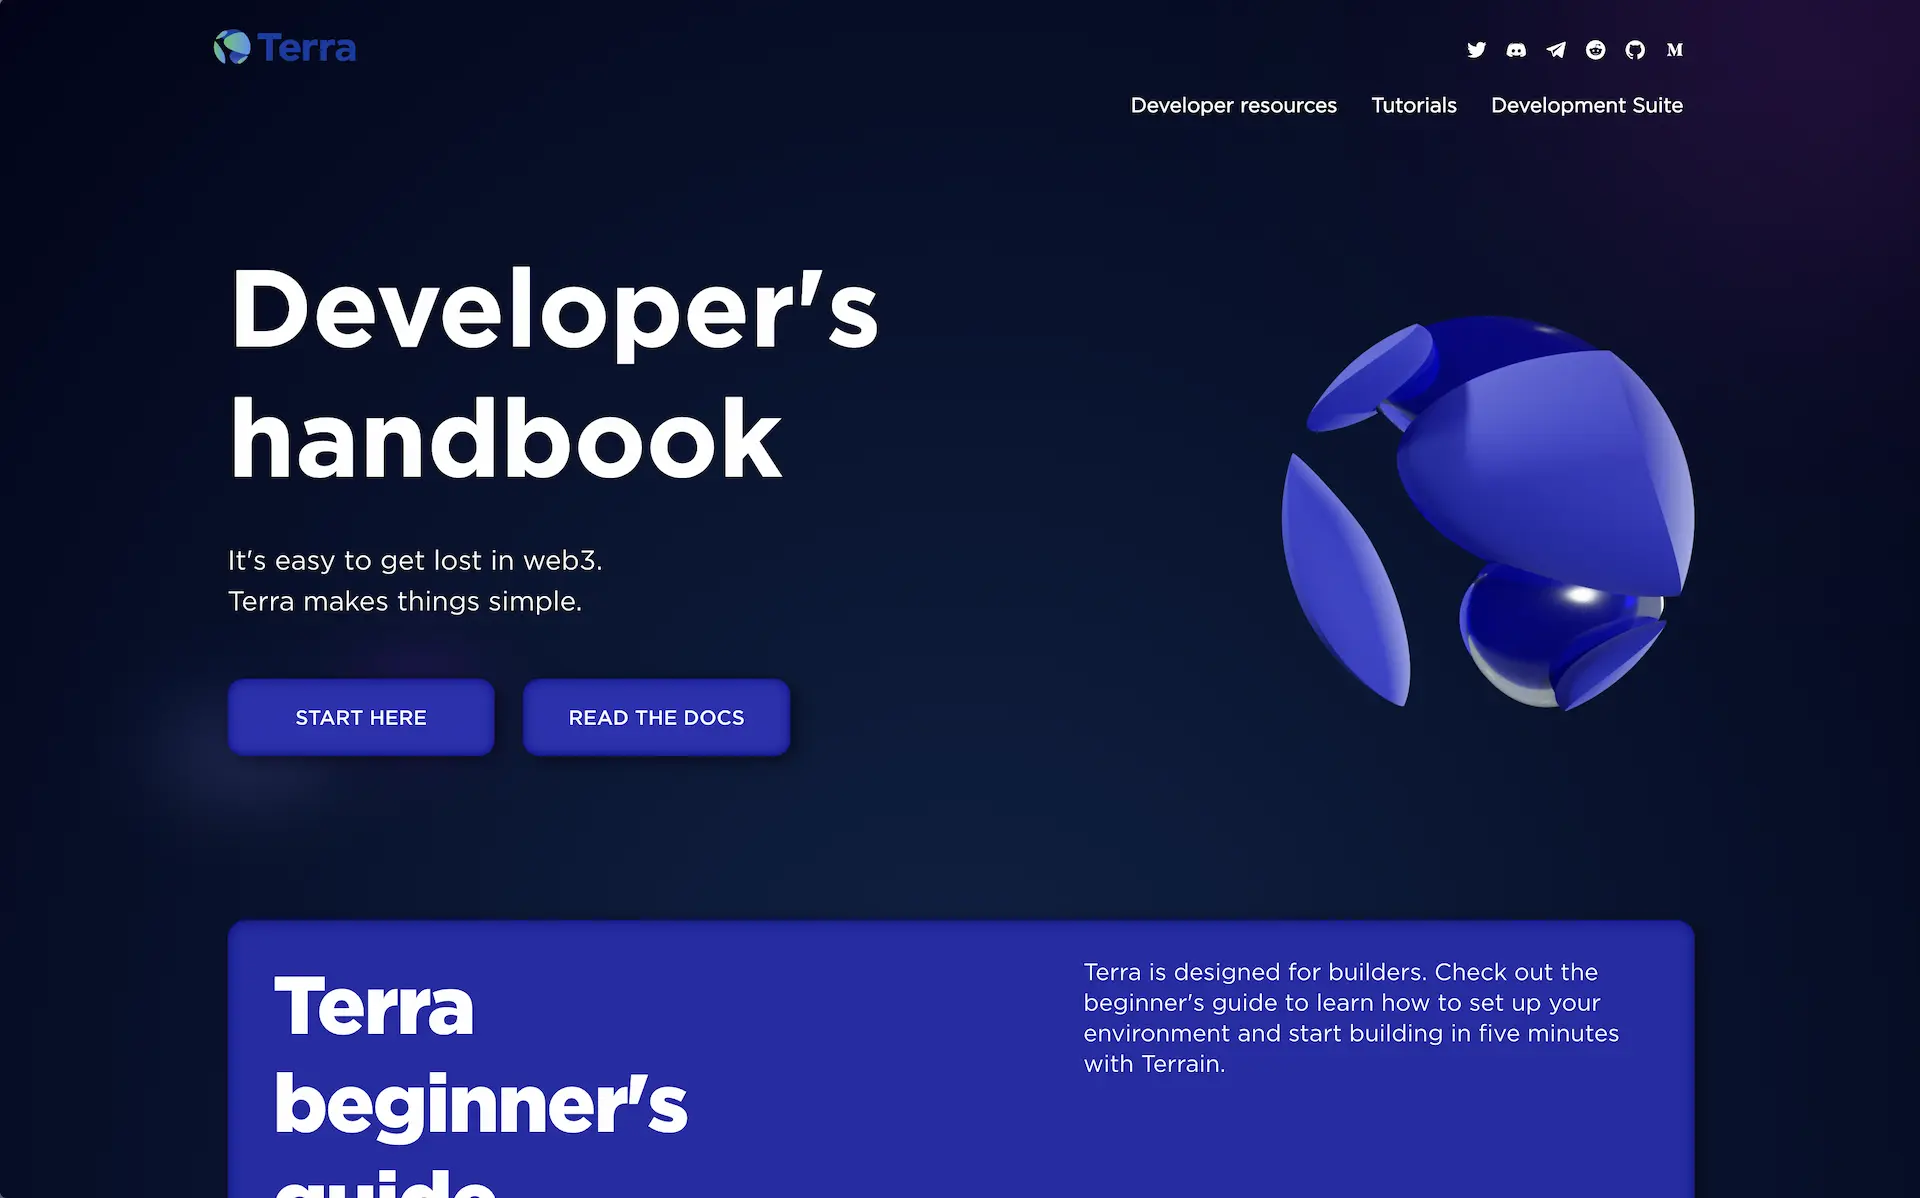 Terra
Developer resources Tutorials Development Suite
Developer's
handbook
It's easy to get lost in web3.
Terra makes things simple.
START HERE READ THE DOCS
Terra
beginner's
guide
Terra is designed for builders. Check out the
beginner's guide to learn how to set up your
environment and start building in five minutes
with Terrain.